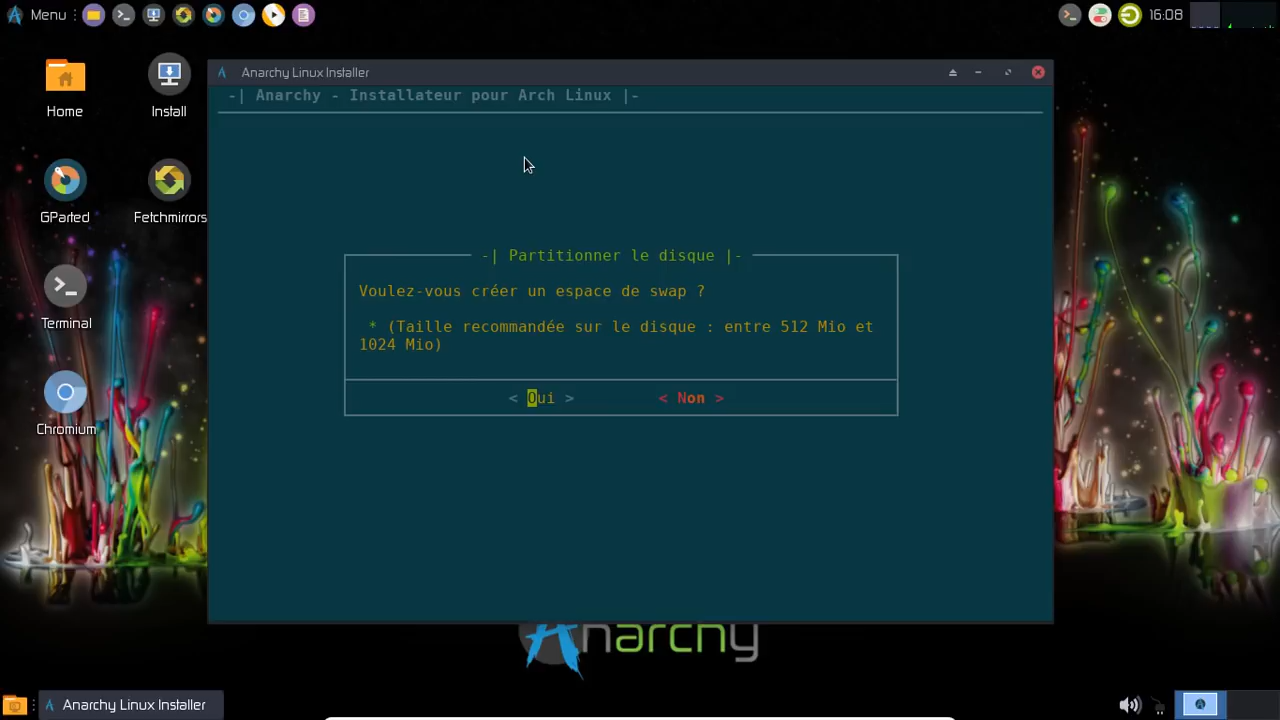 Menu
16:08
Home
Install
GParted
Fetchmirrors
Terminal
Chromium
Anarchy Linux Installer
-| Anarchy - Installateur pour Arch Linux |-
-| Partitionner le disque |-
Voulez-vous créer un espace de swap ?
* (Taille recommandée sur le disque : entre 512 Mio et
1024 Mio)
< Oui > < Non >
Anarchy
Anarchy Linux Installer